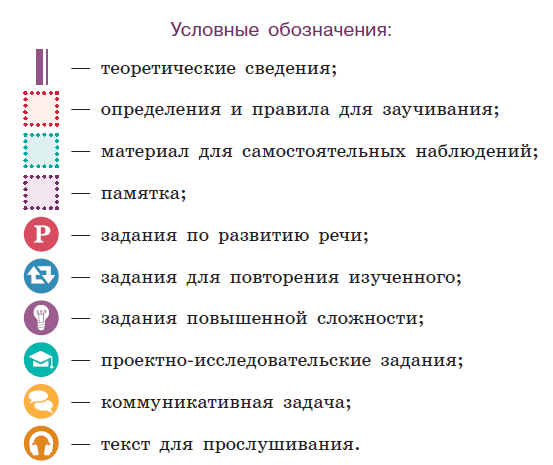 Условные обозначения:
— теоретические сведения;
— определения и правила для заучивания;
— материал для самостоятельных наблюдений;
— памятка;
Р — задания по развитию речи;
— задания для повторения изученного;
— задания повышенной сложности;
— проектно-исследовательские задания;
— коммуникативная задача;
— текст для прослушивания.